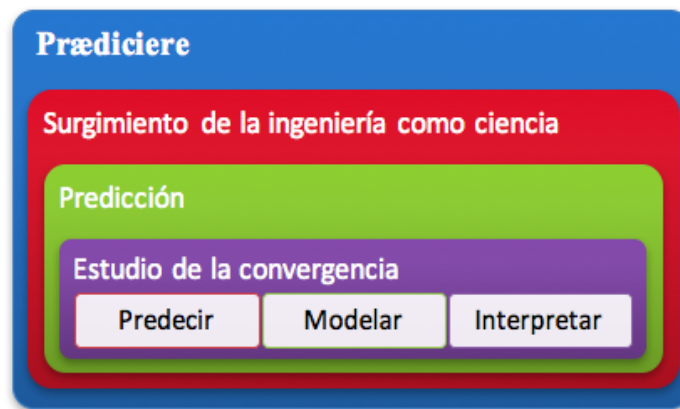 Prædiciere
Surgimiento de la ingeniería como ciencia
Predicción
Estudio de la convergencia
Predecir Modelar Interpretar